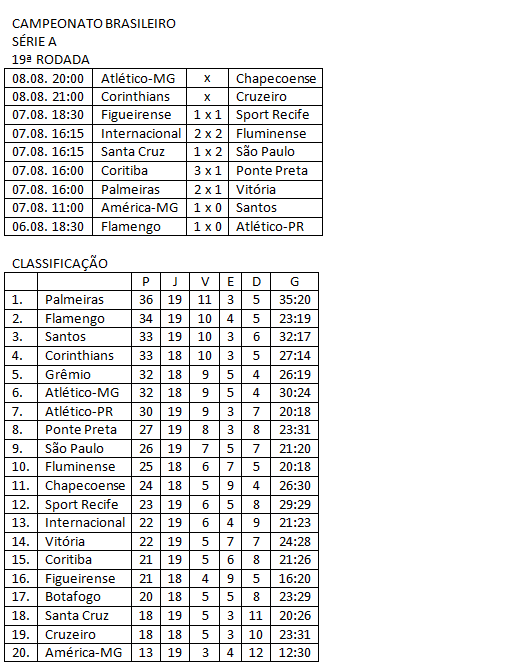 CAMPEONATO BRASILEIRO
SÉRIE A
19ª RODADA
08.08. 20:00 Atlético-MG x Chapecoense
08.08. 21:00 Corinthians x Cruzeiro
07.08. 18:30 Figueirense 1 x 1 Sport Recife
07.08. 16:15 Internacional 2 x 2 Fluminense
07.08. 16:15 Santa Cruz 1 x 2 São Paulo
07.08. 16:00 Coritiba 3 x 1 Ponte Preta
07.08. 16:00 Palmeiras 2 x 1 Vitória
07.08. 11:00 América-MG 1 x 0 Santos
06.08. 18:30 Flamengo 1 x 0 Atlético-PR
CLASSIFICAÇÃO
P J V E D G
1. Palmeiras 36 19 11 3 5 35:20
2. Flamengo 34 19 10 4 5 23:19
3. Santos 33 19 10 3 6 32:17
4. Corinthians 33 18 10 3 5 27:14
5. Grêmio 32 18 9 5 4 26:19
6. Atlético-MG 32 18 9 5 4 30:24
7. Atlético-PR 30 19 9 3 7 20:18
8. Ponte Preta 27 19 8 3 8 23:31
9. São Paulo 26 19 7 5 7 21:20
10. Fluminense 25 18 6 7 5 20:18
11. Chapecoense 24 18 5 9 4 26:30
12. Sport Recife 23 19 6 5 8 29:29
13. Internacional 22 19 6 4 9 21:23
14. Vitória 22 19 5 7 7 24:28
15. Coritiba 21 19 5 6 8 21:26
16. Figueirense 21 18 4 9 5 16:20
17. Botafogo 20 18 5 5 8 23:29
18. Santa Cruz 18 19 5 3 11 20:26
19. Cruzeiro 18 18 5 3 10 23:31
20. América-MG 13 19 3 4 12 12:30